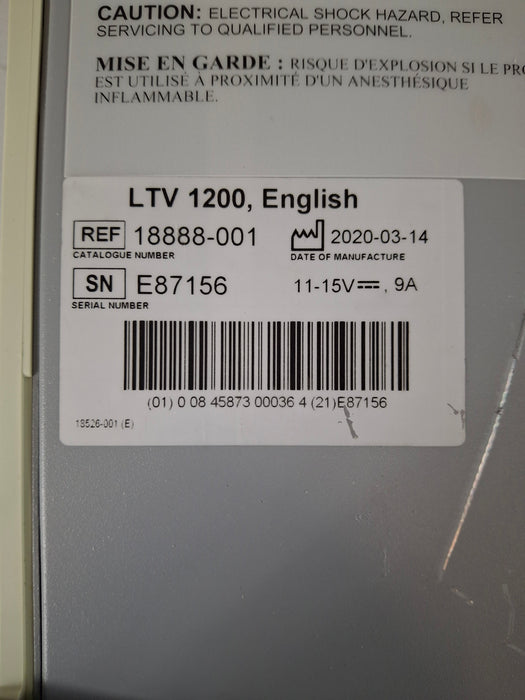 CAUTION: ELECTRICAL SHOCK HAZARD, REFER
SERVICING TO QUALIFIED PERSONNEL.
MISE EN GARDE : RISQUE D'EXPLOSION SI LE PRO
EST UTILISÉ À PROXIMITÉ D'UN ANESTHÉSIQUE
INFLAMMABLE.
LTV 1200, English
REF 18888-001 2020-03-14
CATALOGUE NUMBER DATE OF MANUFACTURE
SN E87156 11-15V⎓, 9A
SERIAL NUMBER
(01) 0 08 45873 00036 4 (21)E87156
18526-001 (E)